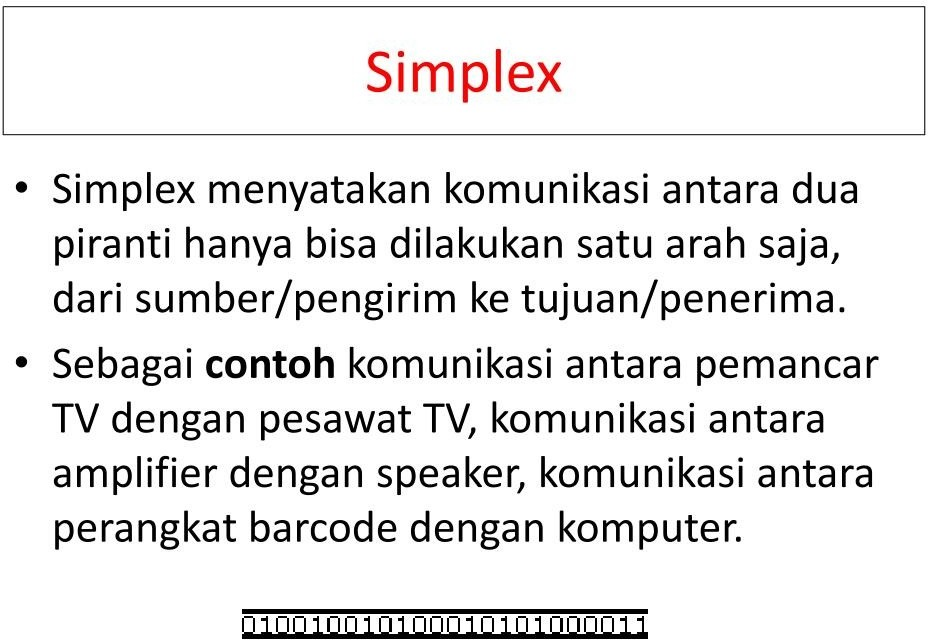 Simplex
• Simplex menyatakan komunikasi antara dua
piranti hanya bisa dilakukan satu arah saja,
dari sumber/pengirim ke tujuan/penerima.
• Sebagai contoh komunikasi antara pemancar
TV dengan pesawat TV, komunikasi antara
amplifier dengan speaker, komunikasi antara
perangkat barcode dengan komputer.
010010010100010101000011